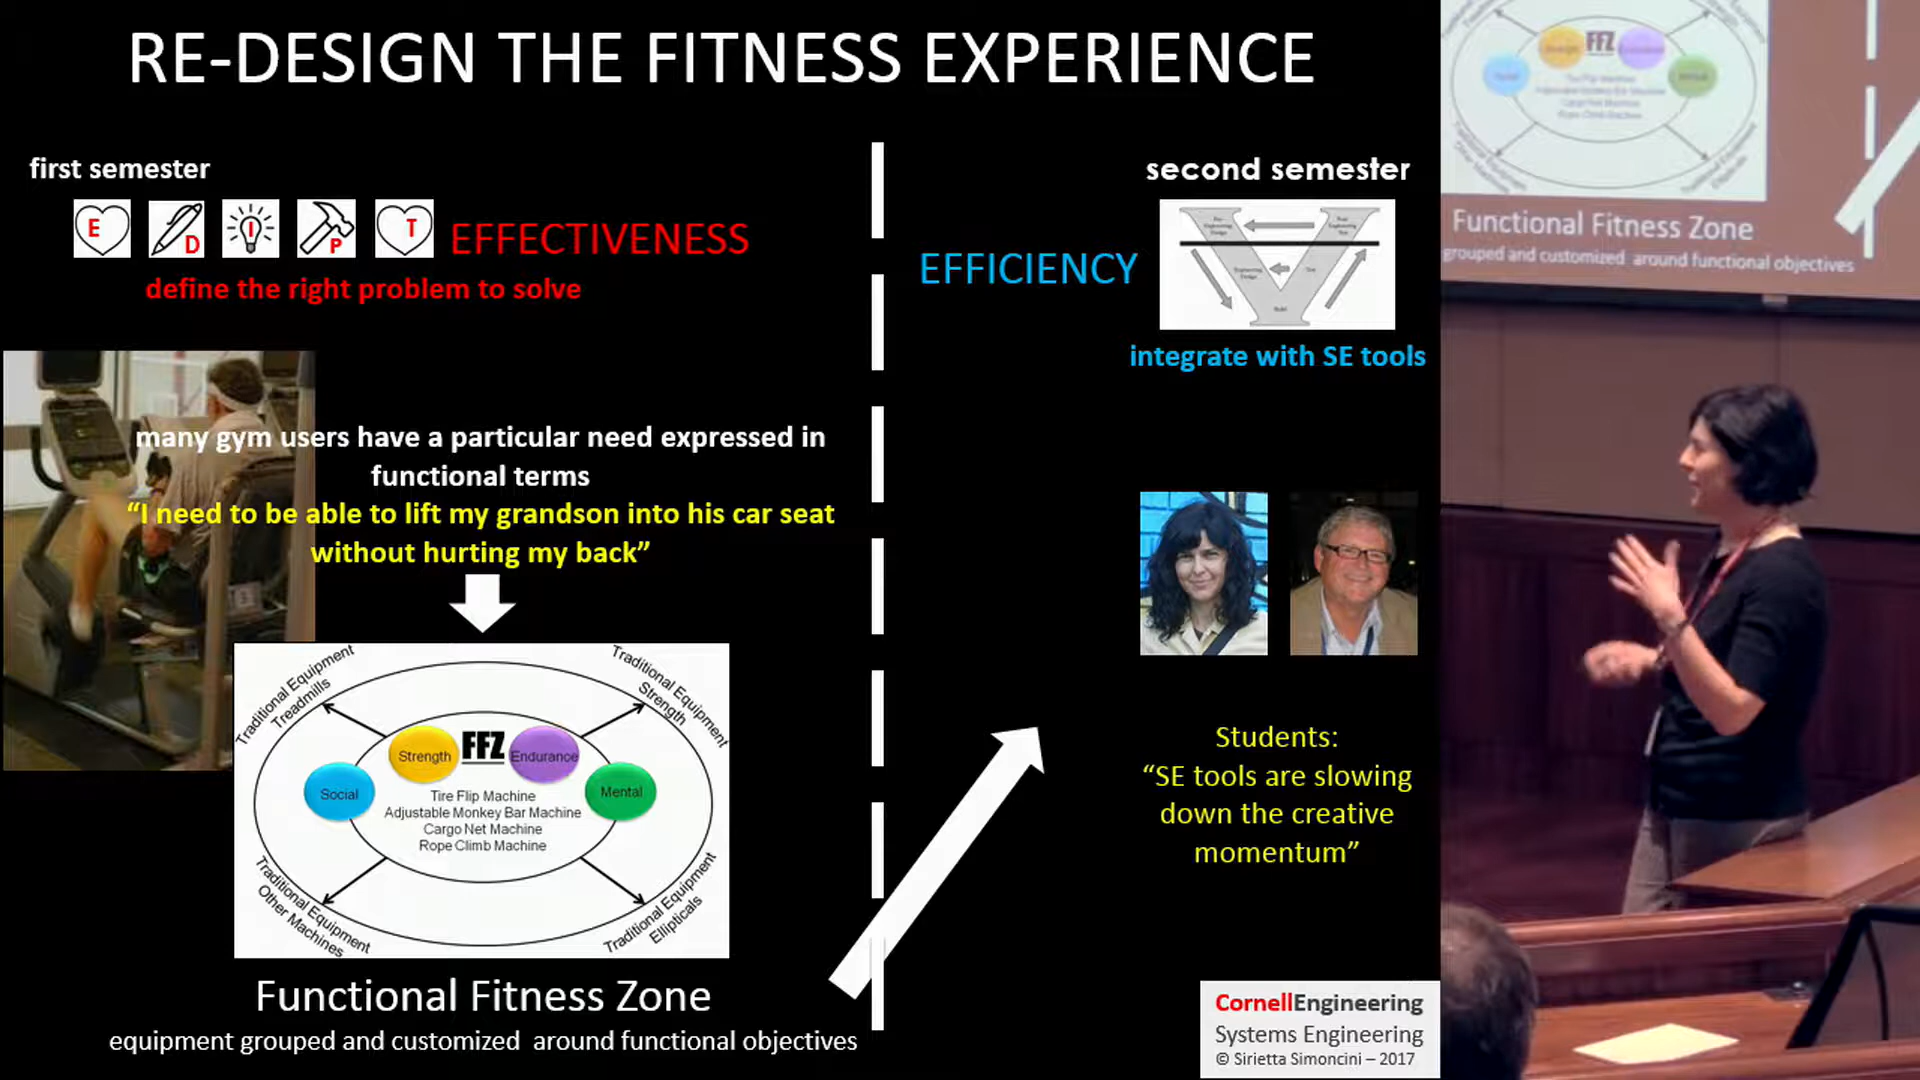 RE-DESIGN THE FITNESS EXPERIENCE
first semester
E
D
I
P
T
EFFECTIVENESS
define the right problem to solve
many gym users have a particular need expressed in
functional terms
“I need to be able to lift my grandson into his car seat
without hurting my back”
Traditional Equipment
Treadmills
Traditional Equipment
Strength
Strength
FFZ
Endurance
Social
Mental
Tire Flip Machine
Adjustable Monkey Bar Machine
Cargo Net Machine
Rope Climb Machine
Traditional Equipment
Other Machines
Traditional Equipment
Ellipticals
Functional Fitness Zone
equipment grouped and customized around functional objectives
second semester
EFFICIENCY
integrate with SE tools
Students:
“SE tools are slowing
down the creative
momentum”
CornellEngineering
Systems Engineering
© Sirietta Simoncini – 2017
FFZ
Functional Fitness Zone
grouped and customized around functional objectives